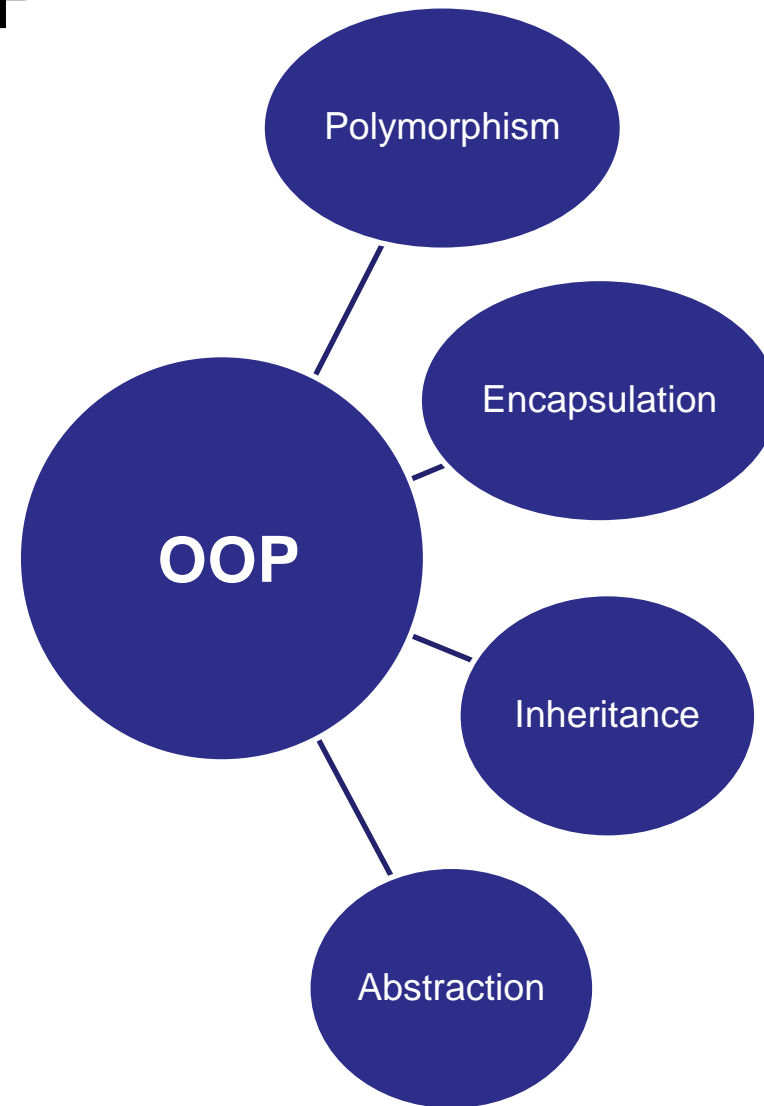 Polymorphism
Encapsulation
OOP
Inheritance
Abstraction